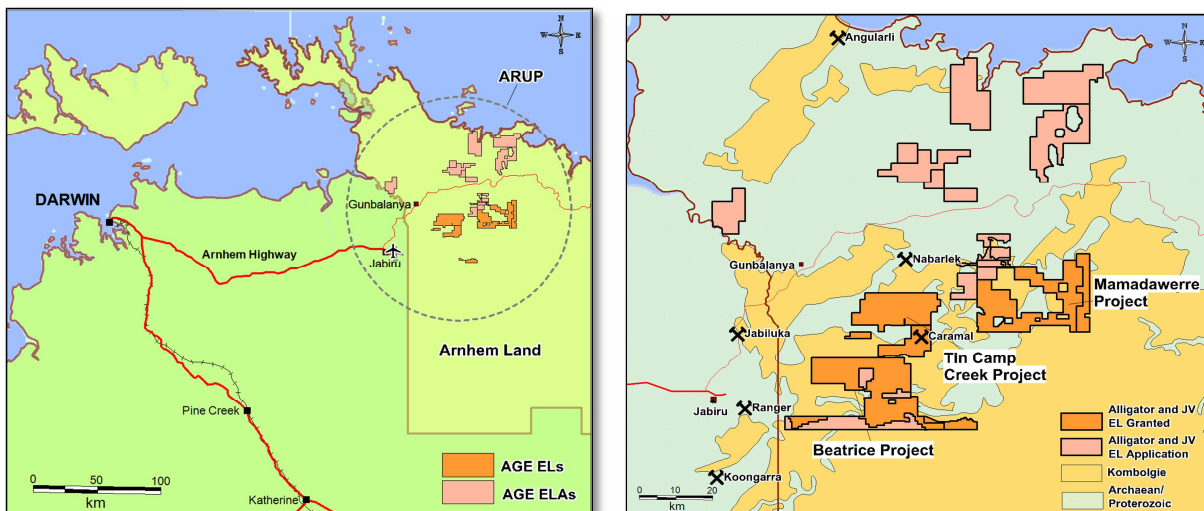 N
W E
S
ARUP
DARWIN
Gunbalanya
Arnhem Highway
Jabiru
Arnhem Land
Pine Creek
AGE ELs
AGE ELAs
0 50 100
km
Katherine
N
W E
S
Angularli
Gunbalanya
Nabarlek
Mamadawerre
Project
Jabiluka
Caramal
TIn Camp
Creek Project
Jabiru
Ranger
Beatrice Project
Koongarra
0 20
km
Alligator and JV
EL Granted
Alligator and JV
EL Application
Kombolgie
Archaean/
Proterozoic